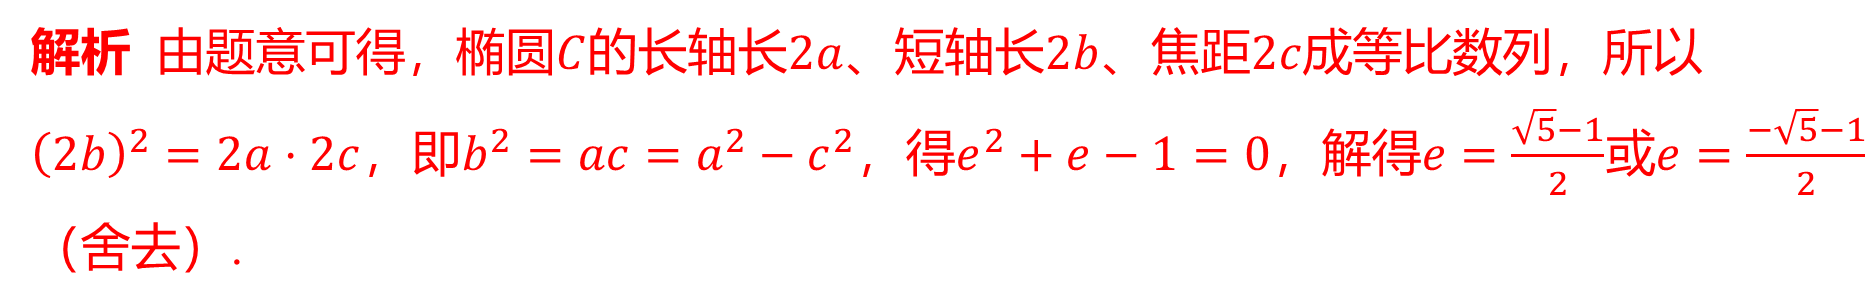 解析 由题意可得，椭圆C的长轴长2a、短轴长2b、焦距2c成等比数列，所以
(2b)² = 2a · 2c，即b² = ac = a² − c²，得e² + e − 1 = 0，解得e = (√5−1)/2或e = (−√5−1)/2
（舍去）.